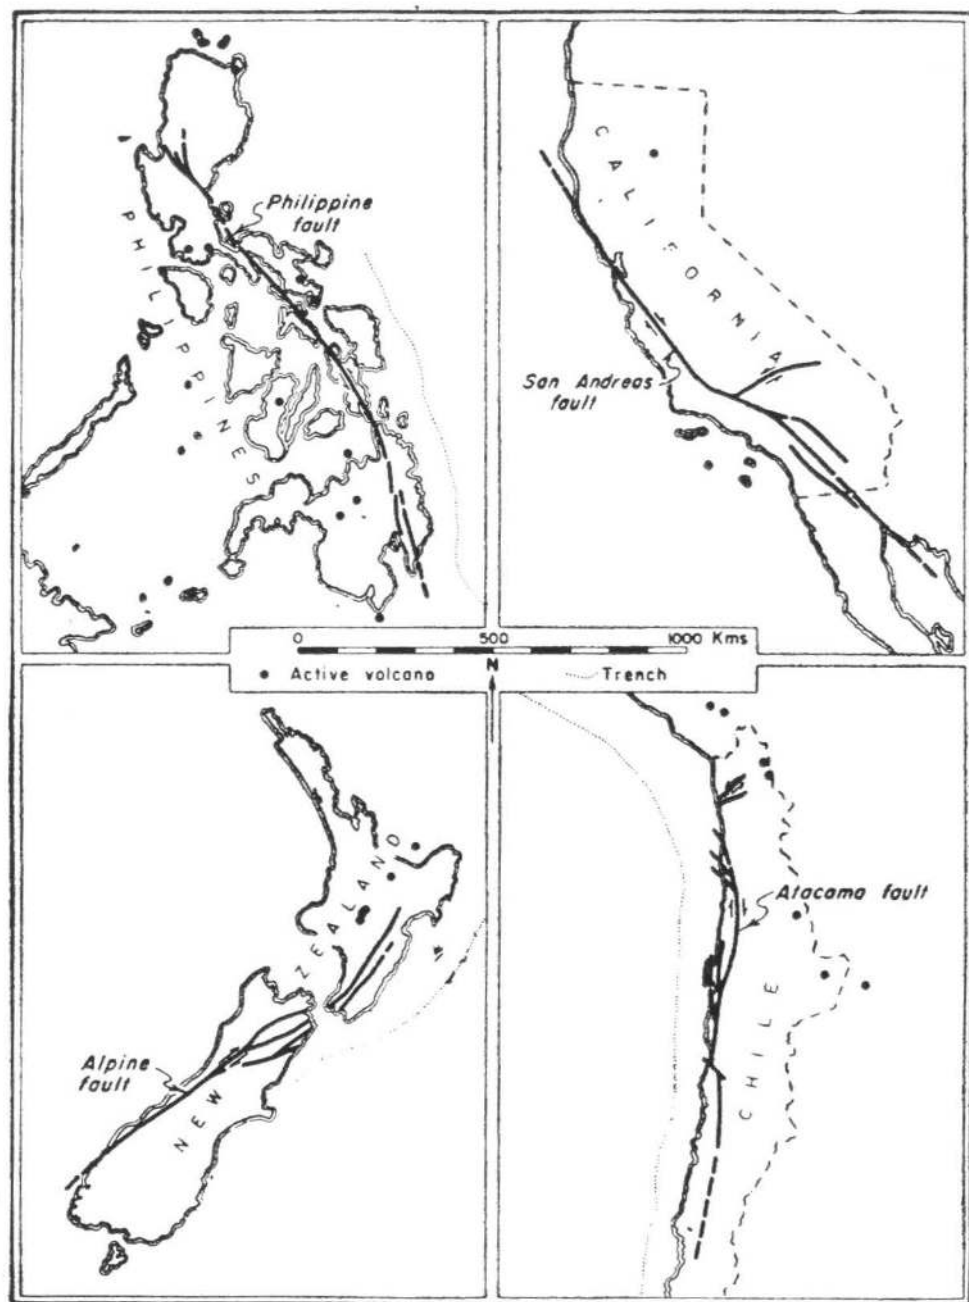 PHILIPPINES
Philippine
fault
CALIFORNIA
San Andreas
fault
0 500 1000 Kms
● Active volcano ........ Trench
N
NEW ZEALAND
Alpine
fault
Atacama fault
CHILE